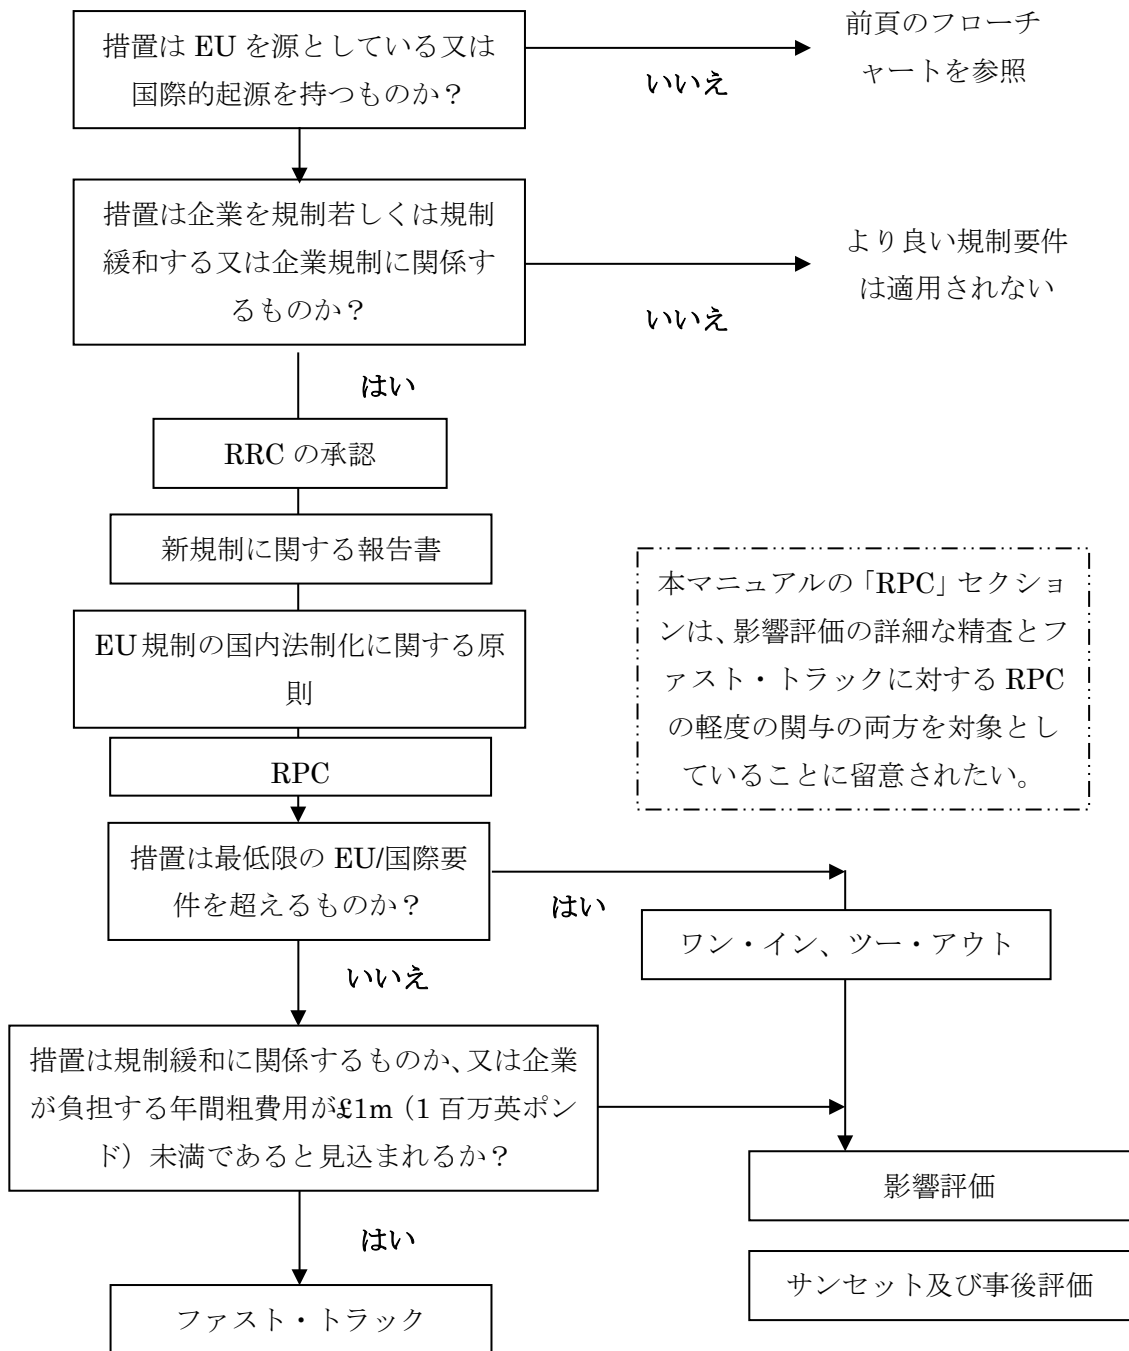 措置は EU を源としている又は
国際的起源を持つものか?
いいえ
前頁のフローチ
ャートを参照
措置は企業を規制若しくは規制
緩和する又は企業規制に関係す
るものか?
いいえ
より良い規制要件
は適用されない
はい
RRC の承認
新規制に関する報告書
EU 規制の国内法制化に関する原
則
RPC
本マニュアルの「RPC」セクショ
ンは、影響評価の詳細な精査とフ
ァスト・トラックに対する RPC
の軽度の関与の両方を対象とし
ていることに留意されたい。
措置は最低限の EU/国際要
件を超えるものか?
はい
ワン・イン、ツー・アウト
いいえ
措置は規制緩和に関係するものか、又は企業
が負担する年間粗費用が£1m(1 百万英ポン
ド)未満であると見込まれるか?
影響評価
はい
サンセット及び事後評価
ファスト・トラック